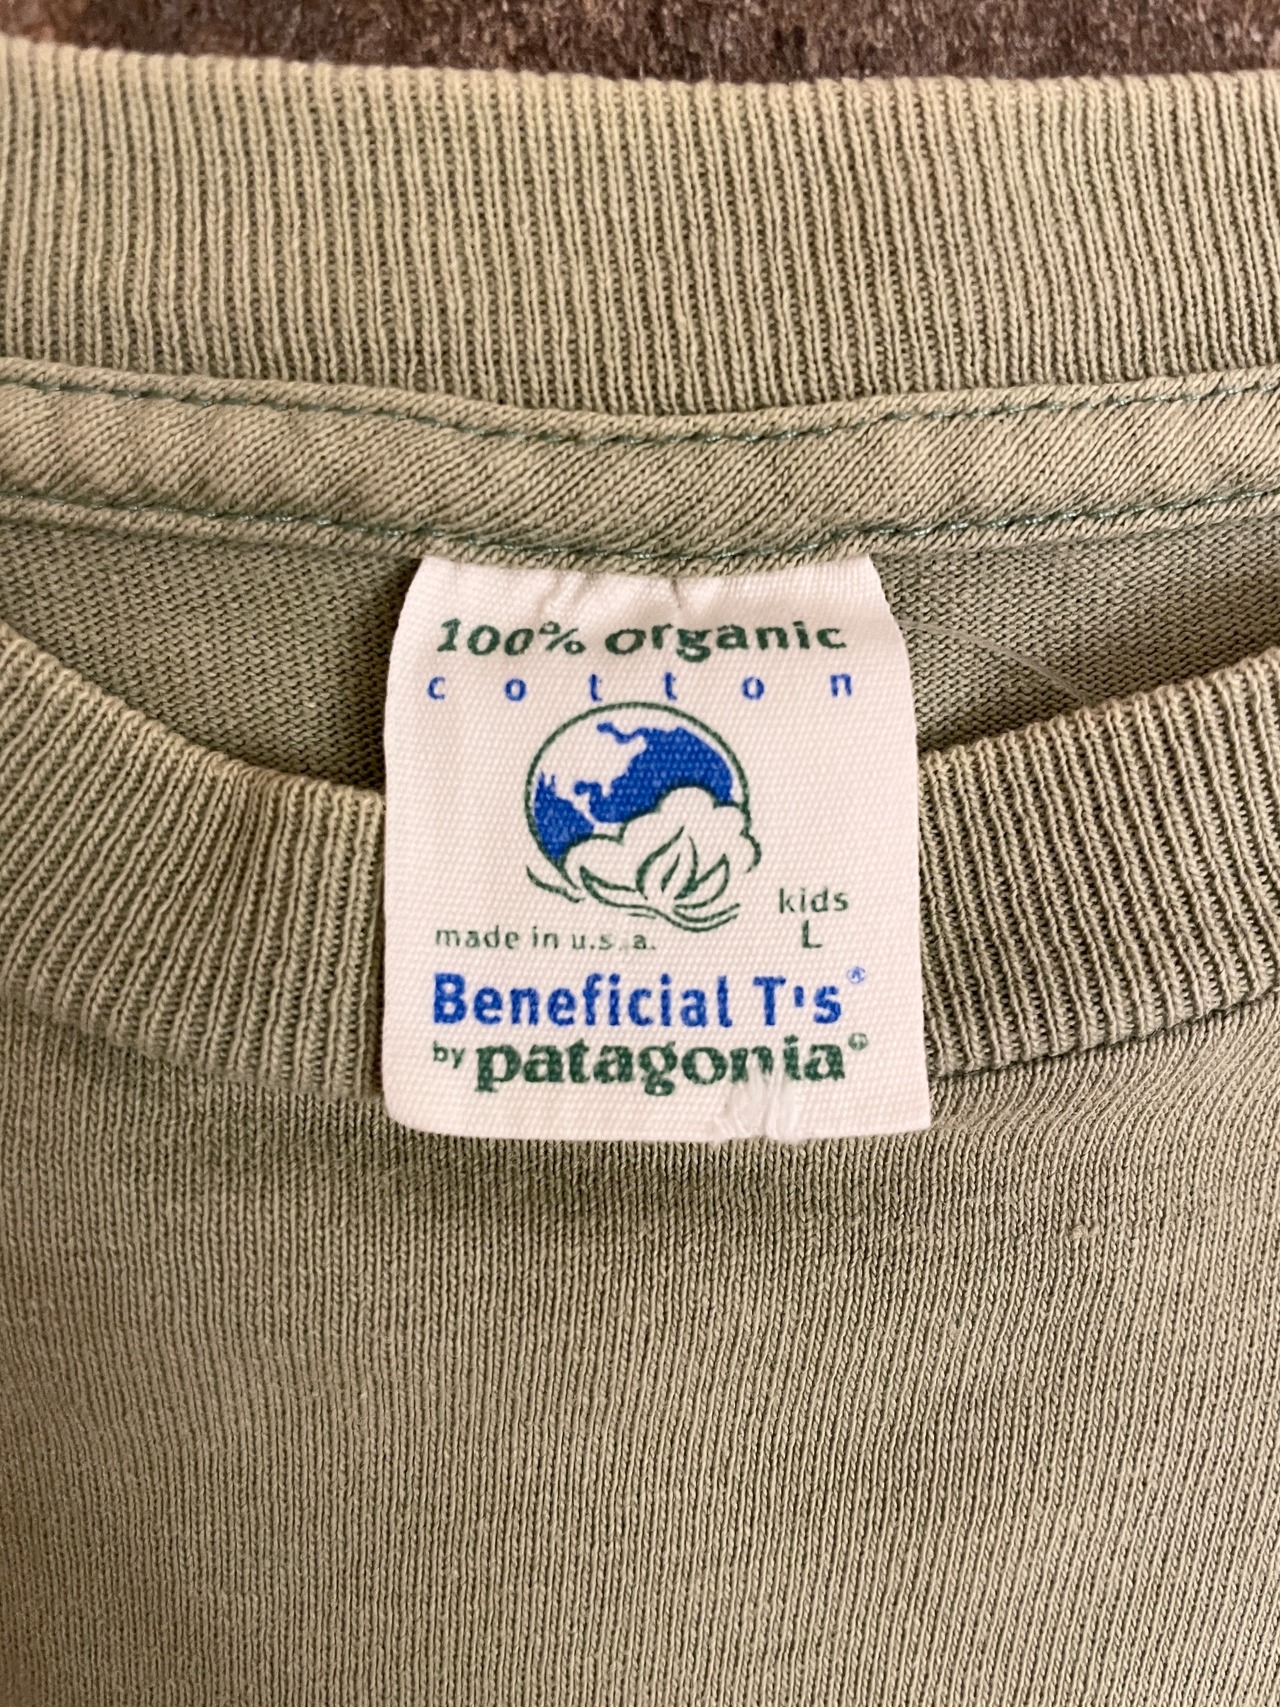 100% organic
cotton
kids
L
made in u.s.a.
Beneficial T's®
by patagonia®